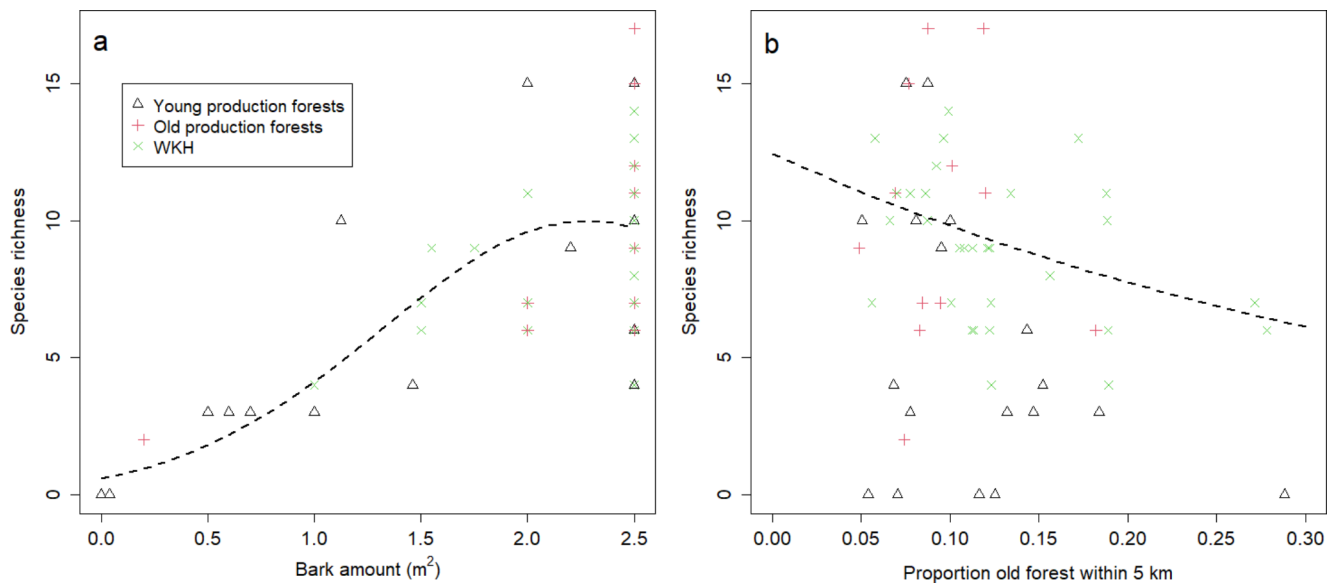 a
Young production forests
Old production forests
WKH
Species richness
0
5
10
15
0.0 0.5 1.0 1.5 2.0 2.5
Bark amount (m²)
b
Species richness
0
5
10
15
0.00 0.05 0.10 0.15 0.20 0.25 0.30
Proportion old forest within 5 km